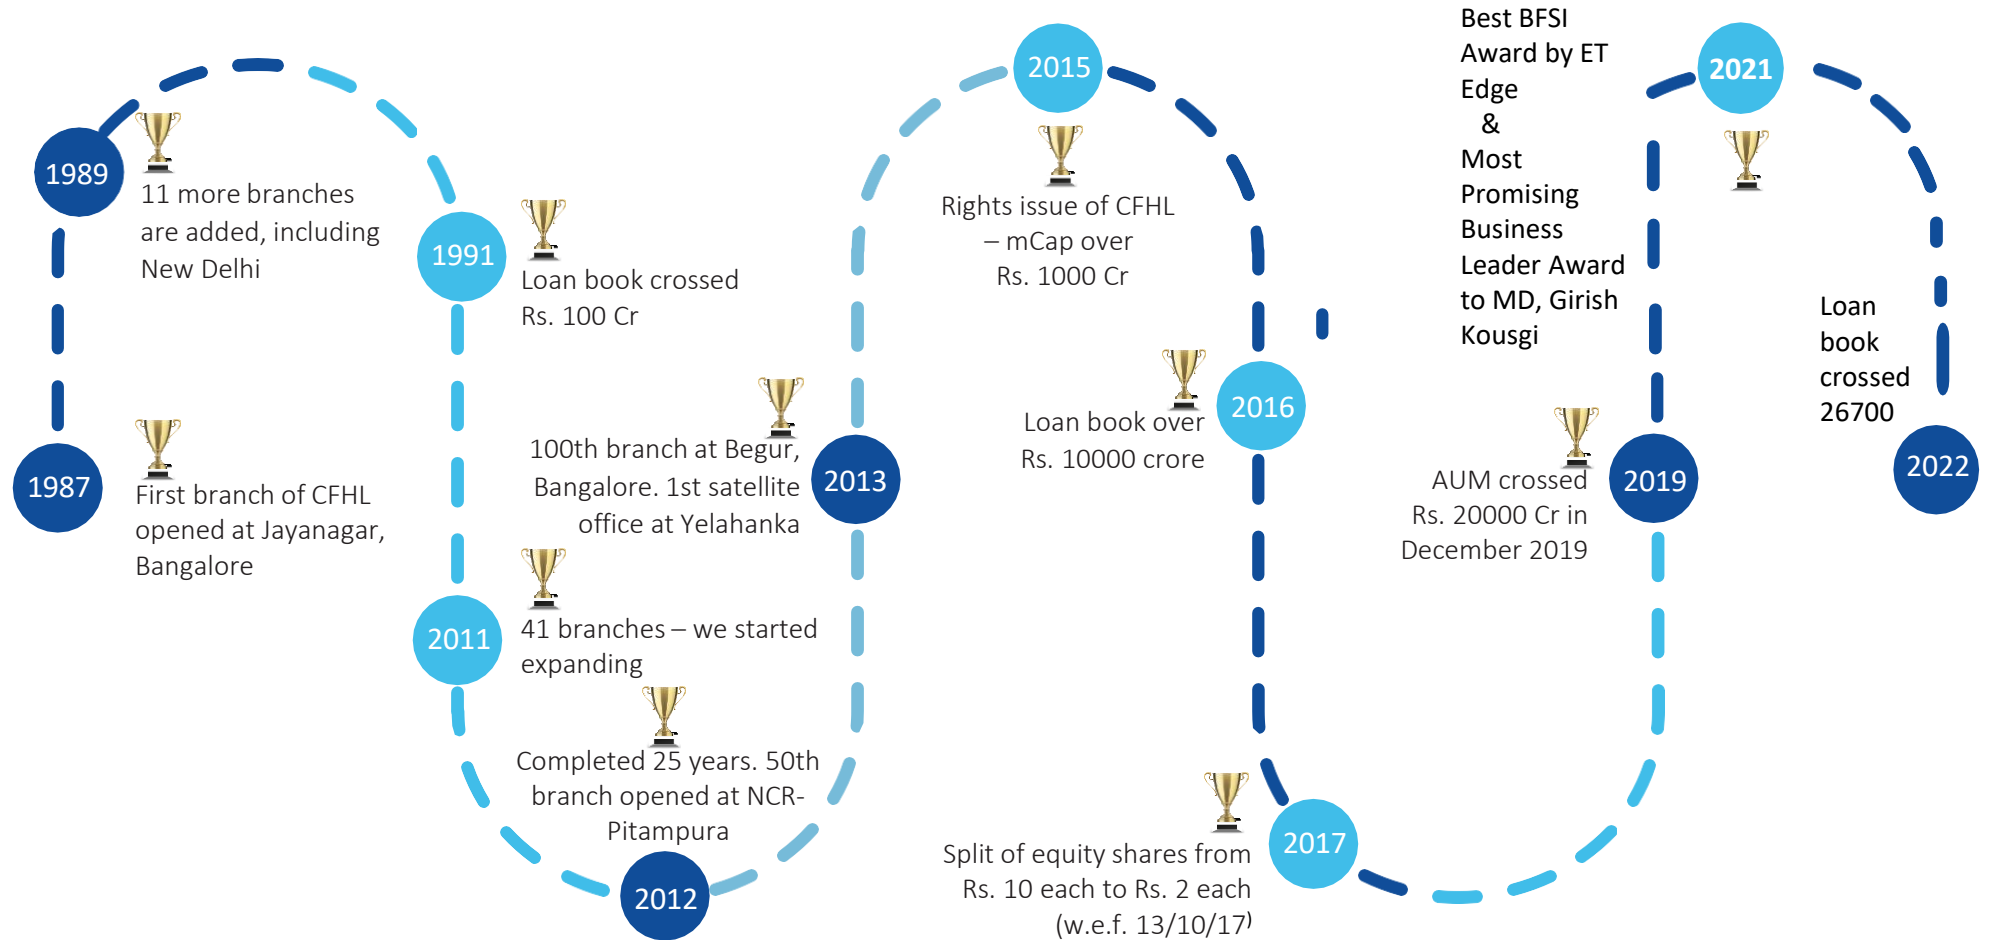 1987
First branch of CFHL
opened at Jayanagar,
Bangalore
1989
11 more branches
are added, including
New Delhi
1991
Loan book crossed
Rs. 100 Cr
2011
41 branches – we started
expanding
Completed 25 years. 50th
branch opened at NCR-
Pitampura
2012
100th branch at Begur,
Bangalore. 1st satellite
office at Yelahanka
2013
2015
Rights issue of CFHL
– mCap over
Rs. 1000 Cr
Loan book over
Rs. 10000 crore
2016
Split of equity shares from
Rs. 10 each to Rs. 2 each
(w.e.f. 13/10/17)
2017
AUM crossed
Rs. 20000 Cr in
December 2019
2019
Best BFSI
Award by ET
Edge
&
Most
Promising
Business
Leader Award
to MD, Girish
Kousgi
2021
Loan
book
crossed
26700
2022